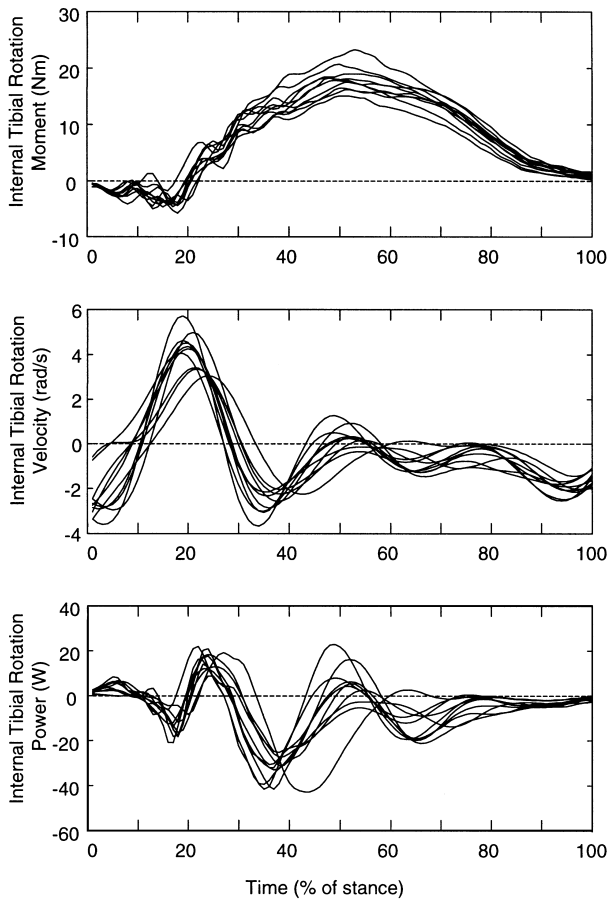 Internal Tibial Rotation
Moment (Nm)
30
20
10
0
-10
0 20 40 60 80 100
Internal Tibial Rotation
Velocity (rad/s)
6
4
2
0
-2
-4
0 20 40 60 80 100
Internal Tibial Rotation
Power (W)
40
20
0
-20
-40
-60
0 20 40 60 80 100
Time (% of stance)